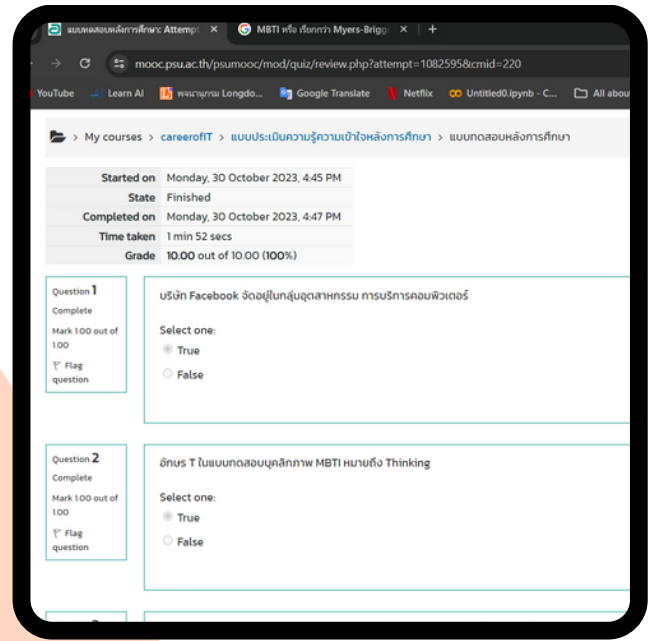 แบบทดสอบหลังการศึกษา: Attempt
MBTI หรือ เรียกกว่า Myers-Brigg
mooc.psu.ac.th/psumooc/mod/quiz/review.php?attempt=1082595&cmid=220
YouTube Learn AI พจนานุกรม Longdo... Google Translate Netflix Untitled0.ipynb - C... All abou
My courses > careerofIT > แบบประเมินความรู้ความเข้าใจหลังการศึกษา > แบบทดสอบหลังการศึกษา
Started on Monday, 30 October 2023, 4:45 PM
State Finished
Completed on Monday, 30 October 2023, 4:47 PM
Time taken 1 min 52 secs
Grade 10.00 out of 10.00 (100%)
Question 1
Complete
Mark 1.00 out of
1.00
Flag
question
บริษัท Facebook จัดอยู่ในกลุ่มอุตสาหกรรม การบริการคอมพิวเตอร์
Select one:
True
False
Question 2
Complete
Mark 1.00 out of
1.00
Flag
question
อักษร T ในแบบทดสอบบุคลิกภาพ MBTI หมายถึง Thinking
Select one:
True
False